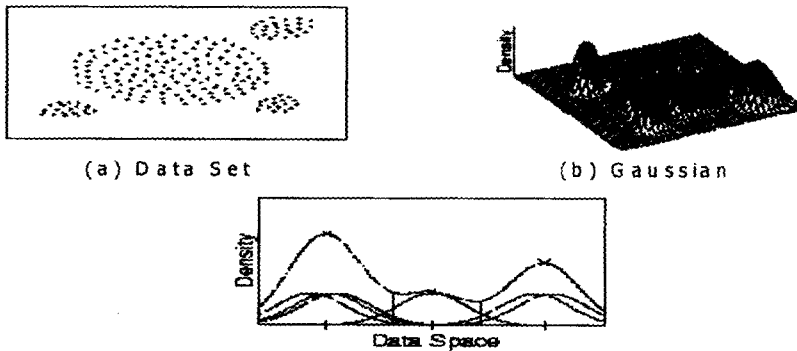 Density
(a) Data Set
(b) Gaussian
Density
Data Space